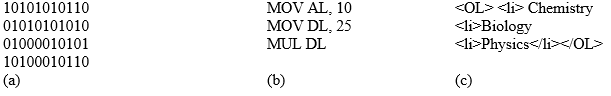 10101010110 MOV AL, 10 <OL> <li> Chemistry
01010101010 MOV DL, 25 <li>Biology
01000010101 MUL DL <li>Physics</li></OL>
10100010110
(a) (b) (c)